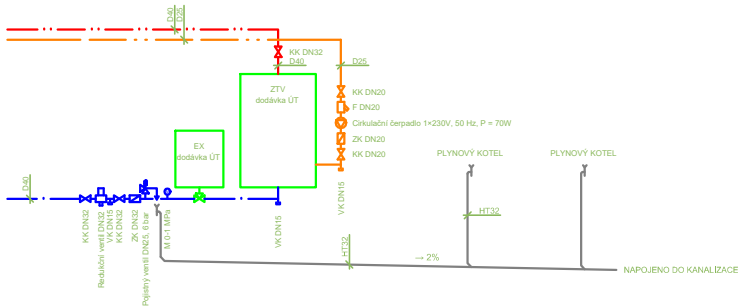 D40
D25
KK DN32
D40
D25
ZTV
dodávka ÚT
KK DN20
F DN20
Cirkulační čerpadlo 1×230V, 50 Hz, P = 70W
ZK DN20
KK DN20
EX
dodávka ÚT
PLYNOVÝ KOTEL
PLYNOVÝ KOTEL
D40
VK DN15
KK DN32
Redukční ventil DN32
VK DN15
KK DN32
ZK DN32
Pojistný ventil DN25, 6 bar
M 0-1 MPa
VK DN15
HT32
HT32
→ 2%
NAPOJENO DO KANALIZACE